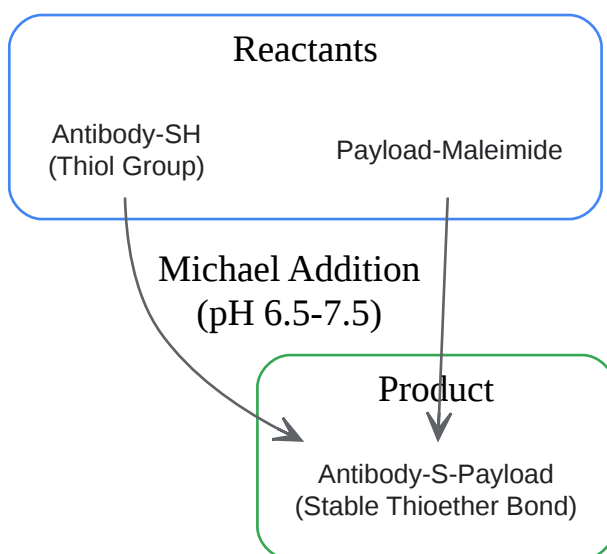 Reactants
Antibody-SH
(Thiol Group)
Payload-Maleimide
Michael Addition
(pH 6.5-7.5)
Product
Antibody-S-Payload
(Stable Thioether Bond)